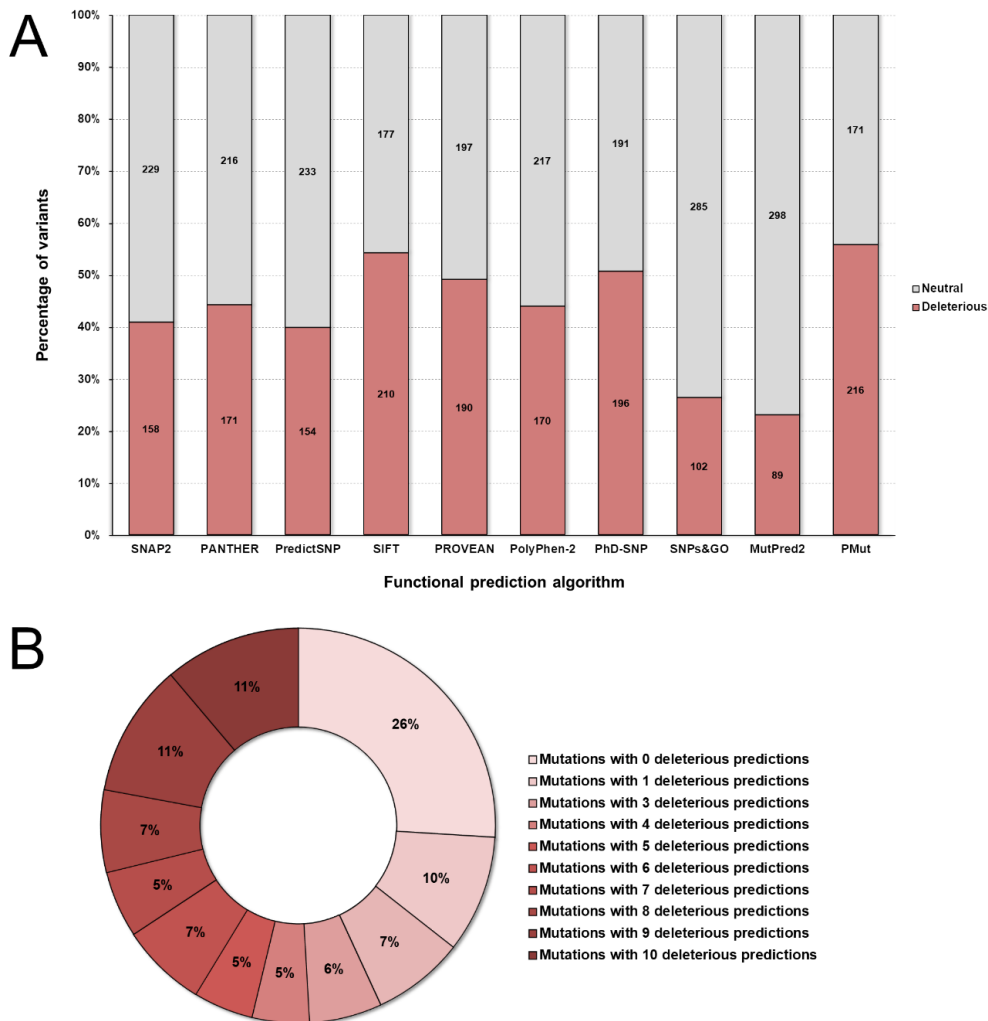 A
100%
90%
80%
70%
60%
50%
40%
30%
20%
10%
0%
Percentage of variants
229 216 233 177 197 217 191 285 298 171
158 171 154 210 190 170 196 102 89 216
SNAP2 PANTHER PredictSNP SIFT PROVEAN PolyPhen-2 PhD-SNP SNPs&GO MutPred2 PMut
Functional prediction algorithm
Neutral
Deleterious
B
26%
10%
7%
6%
5%
5%
7%
5%
7%
11%
11%
Mutations with 0 deleterious predictions
Mutations with 1 deleterious predictions
Mutations with 3 deleterious predictions
Mutations with 4 deleterious predictions
Mutations with 5 deleterious predictions
Mutations with 6 deleterious predictions
Mutations with 7 deleterious predictions
Mutations with 8 deleterious predictions
Mutations with 9 deleterious predictions
Mutations with 10 deleterious predictions